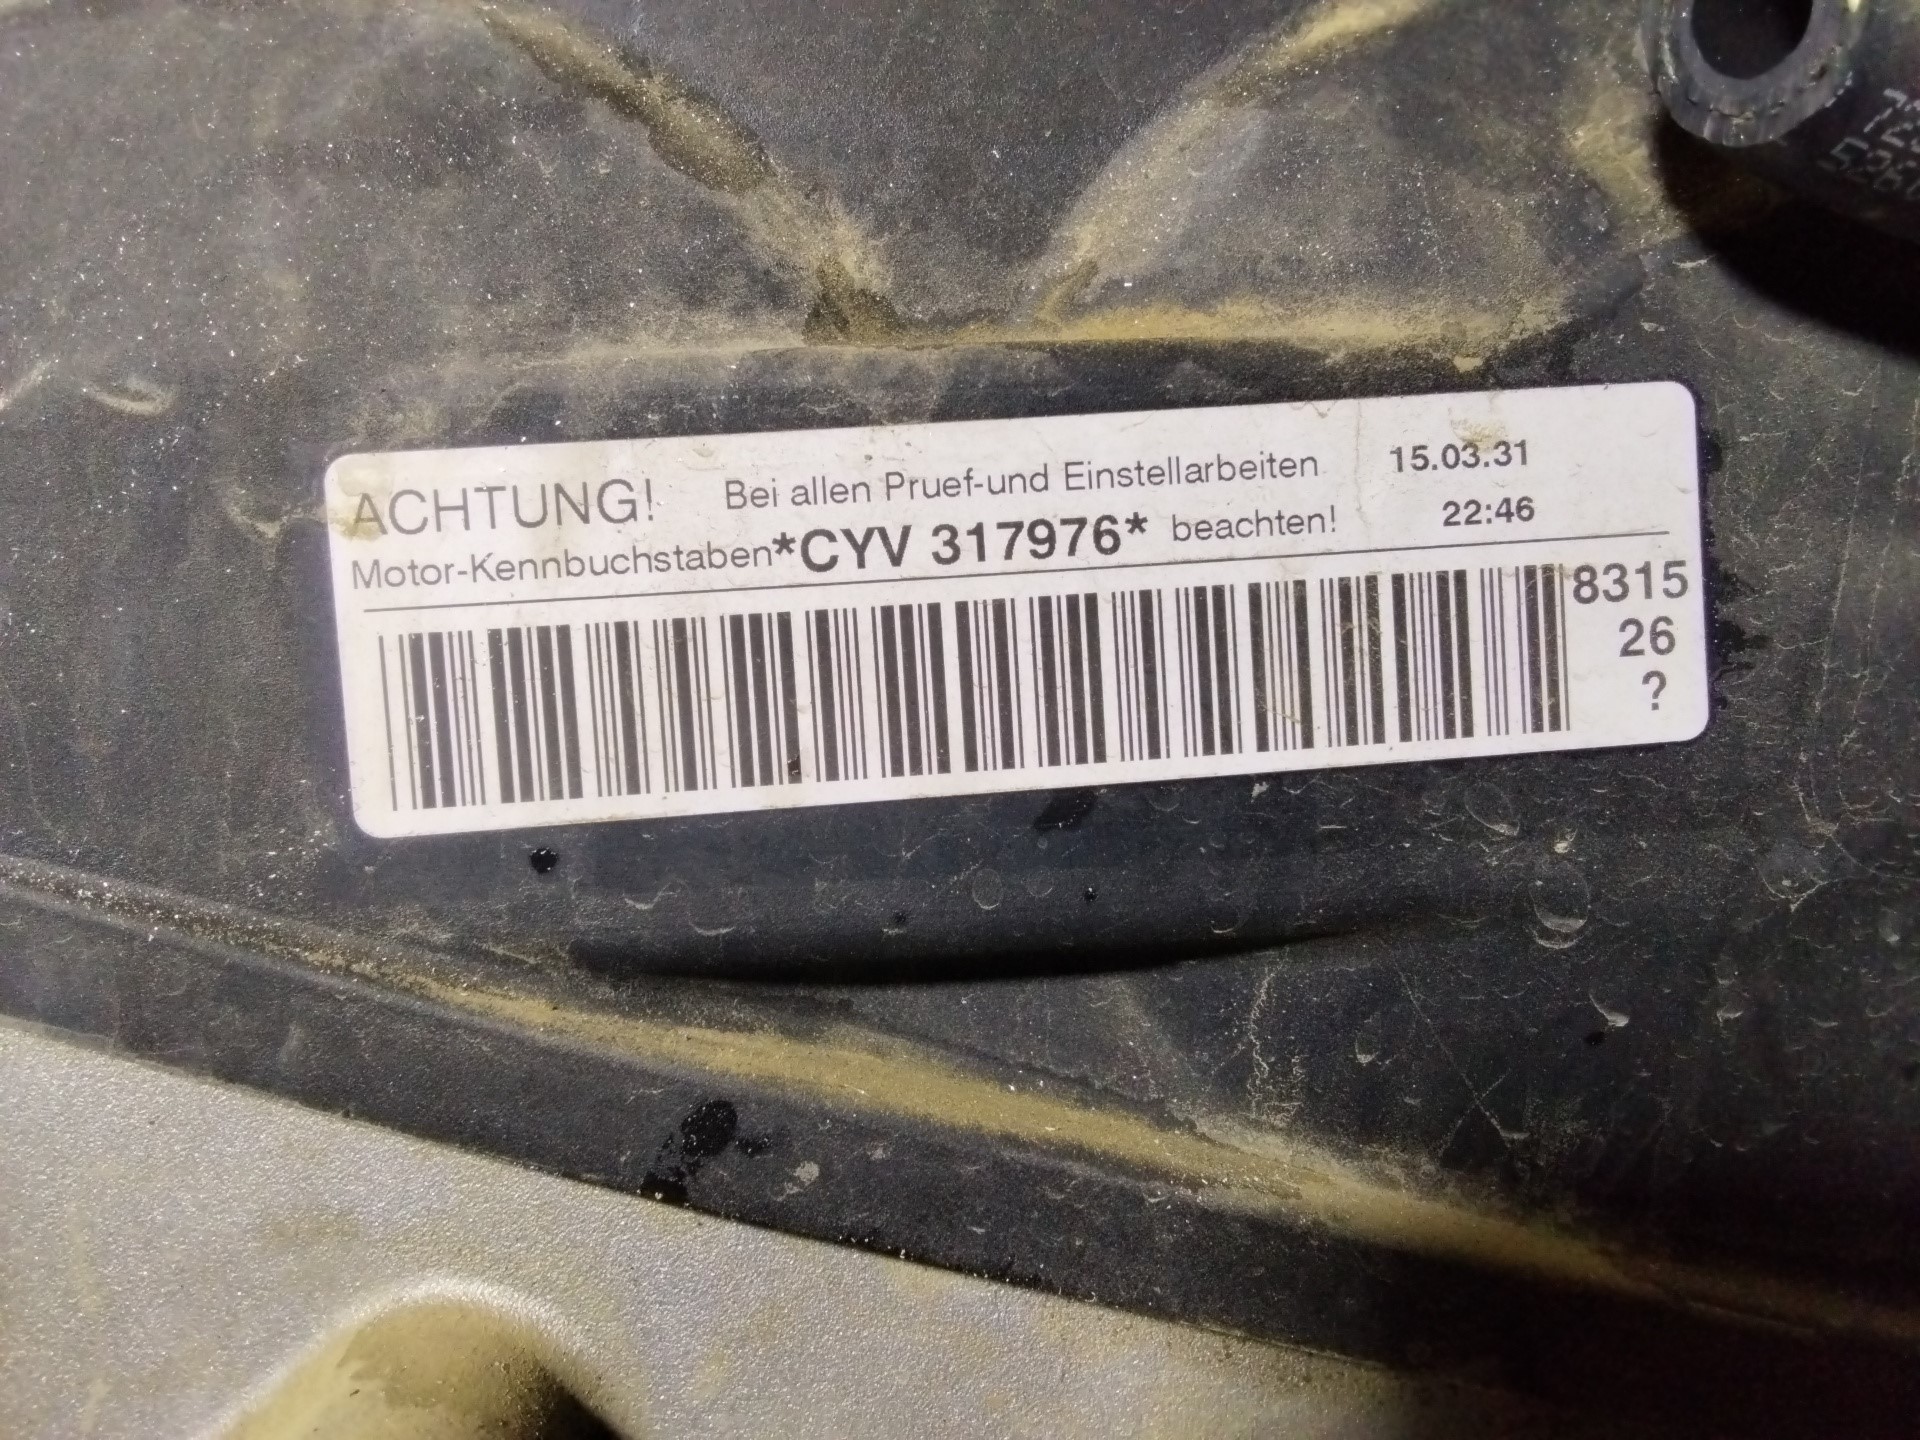 ACHTUNG! Bei allen Pruef-und Einstellarbeiten 15.03.31
Motor-Kennbuchstaben *CYV 317976* beachten! 22:46
8315
26
?